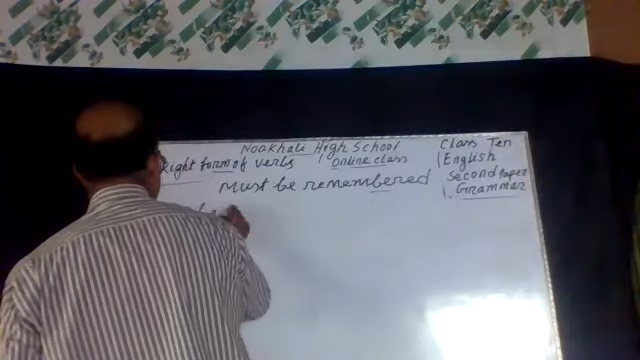 Noakhali High School
Right form of verbs
Online class
Class Ten
English
Second Paper
Grammar
Must be remembered